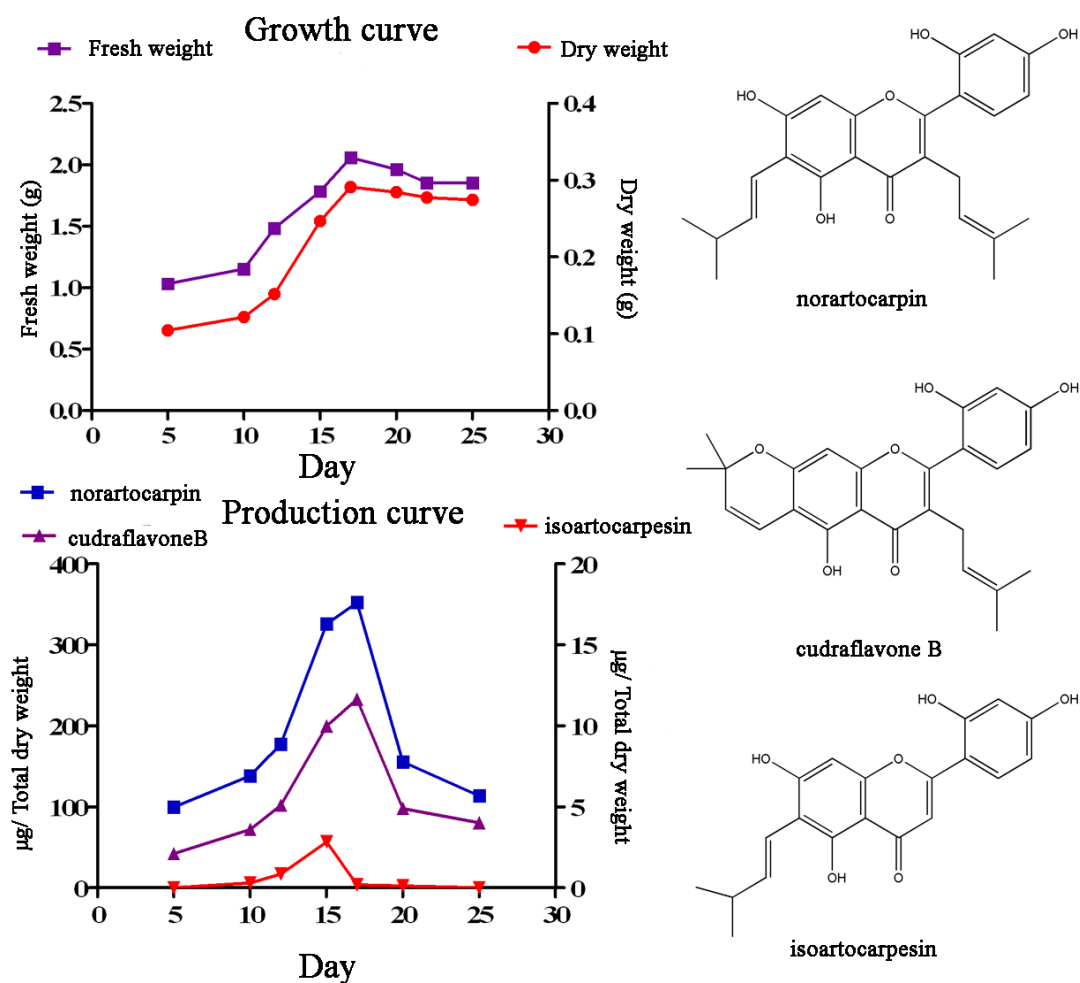 Growth curve
Fresh weight
Dry weight
2.5
2.0
1.5
1.0
0.5
0.0
Fresh weight (g)
0.4
0.3
0.2
0.1
0.0
Dry weight (g)
0 5 10 15 20 25 30
Day
norartocarpin
cudraflavoneB
Production curve
isoartocarpesin
400
300
200
100
0
µg/ Total dry weight
20
15
10
5
0
µg/ Total dry weight
0 5 10 15 20 25 30
Day
HO
OH
HO
O
OH
O
norartocarpin
HO
OH
O
O
OH
O
cudraflavone B
HO
OH
HO
O
OH
O
isoartocarpesin